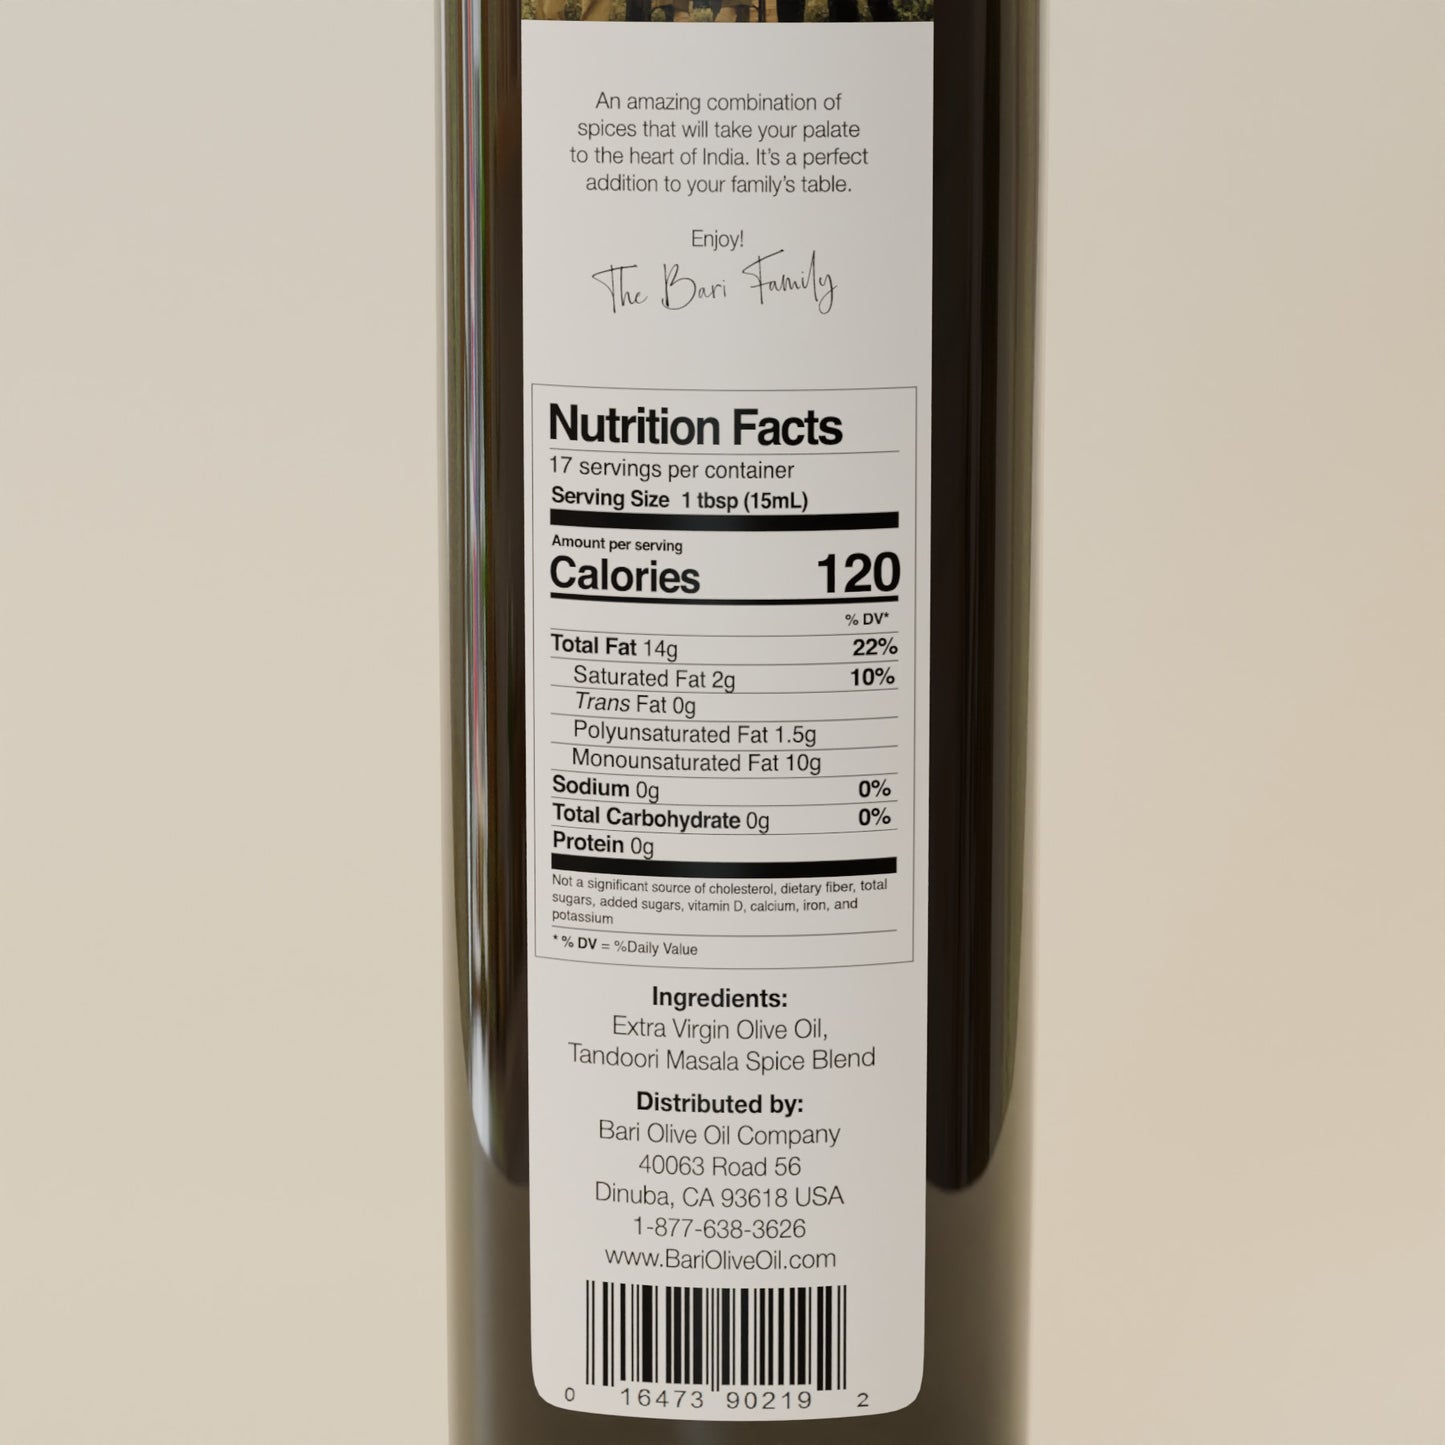 An amazing combination of
spices that will take your palate
to the heart of India. It's a perfect
addition to your family's table.
Enjoy!
The Bari Family
Nutrition Facts
17 servings per container
Serving Size 1 tbsp (15mL)
Amount per serving
Calories 120
% DV*
Total Fat 14g 22%
Saturated Fat 2g 10%
Trans Fat 0g
Polyunsaturated Fat 1.5g
Monounsaturated Fat 10g
Sodium 0g 0%
Total Carbohydrate 0g 0%
Protein 0g
Not a significant source of cholesterol, dietary fiber, total
sugars, added sugars, vitamin D, calcium, iron, and
potassium
* % DV = %Daily Value
Ingredients:
Extra Virgin Olive Oil,
Tandoori Masala Spice Blend
Distributed by:
Bari Olive Oil Company
40063 Road 56
Dinuba, CA 93618 USA
1-877-638-3626
www.BariOliveOil.com
0 16473 90219 2